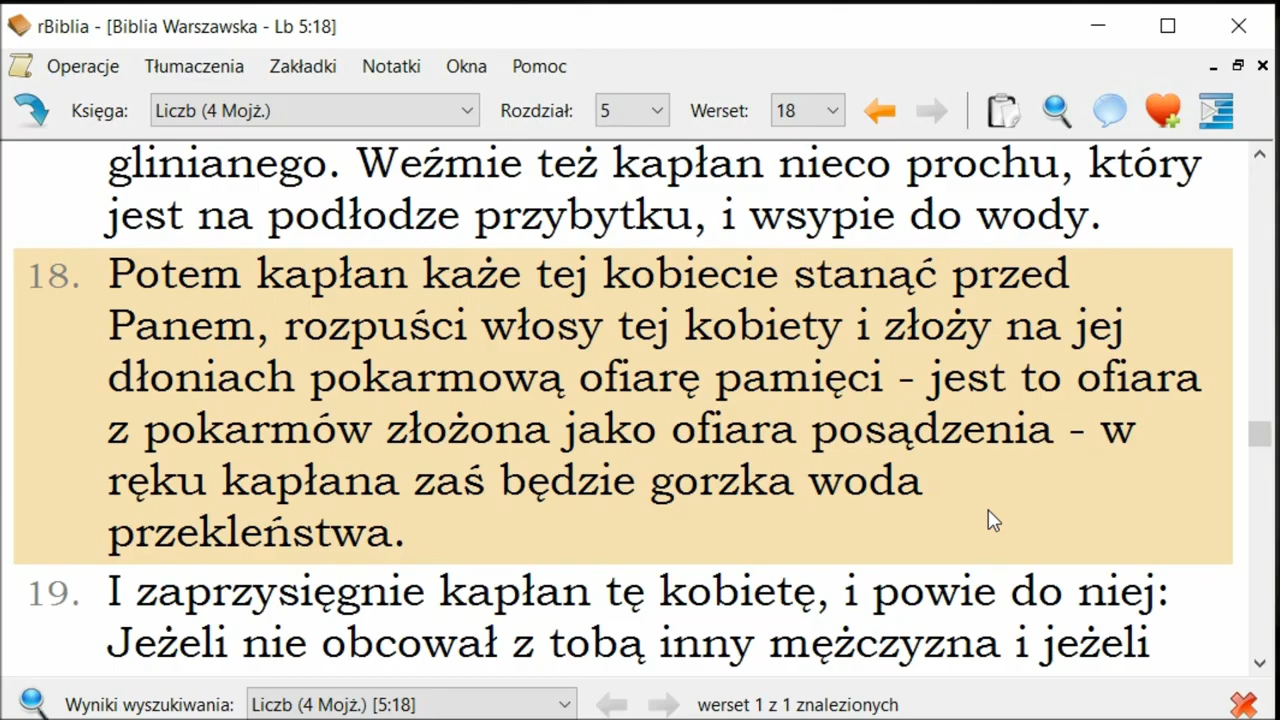 rBiblia - [Biblia Warszawska - Lb 5:18]
Operacje Tłumaczenia Zakładki Notatki Okna Pomoc
Księga: Liczb (4 Mojż.) Rozdział: 5 Werset: 18
glinianego. Weźmie też kapłan nieco prochu, który
jest na podłodze przybytku, i wsypie do wody.
18. Potem kapłan każe tej kobiecie stanąć przed
Panem, rozpuści włosy tej kobiety i złoży na jej
dłoniach pokarmową ofiarę pamięci - jest to ofiara
z pokarmów złożona jako ofiara posądzenia - w
ręku kapłana zaś będzie gorzka woda
przekleństwa.
19. I zaprzysięgnie kapłan tę kobietę, i powie do niej:
Jeżeli nie obcował z tobą inny mężczyzna i jeżeli
Wyniki wyszukiwania: Liczb (4 Mojż.) [5:18] werset 1 z 1 znalezionych